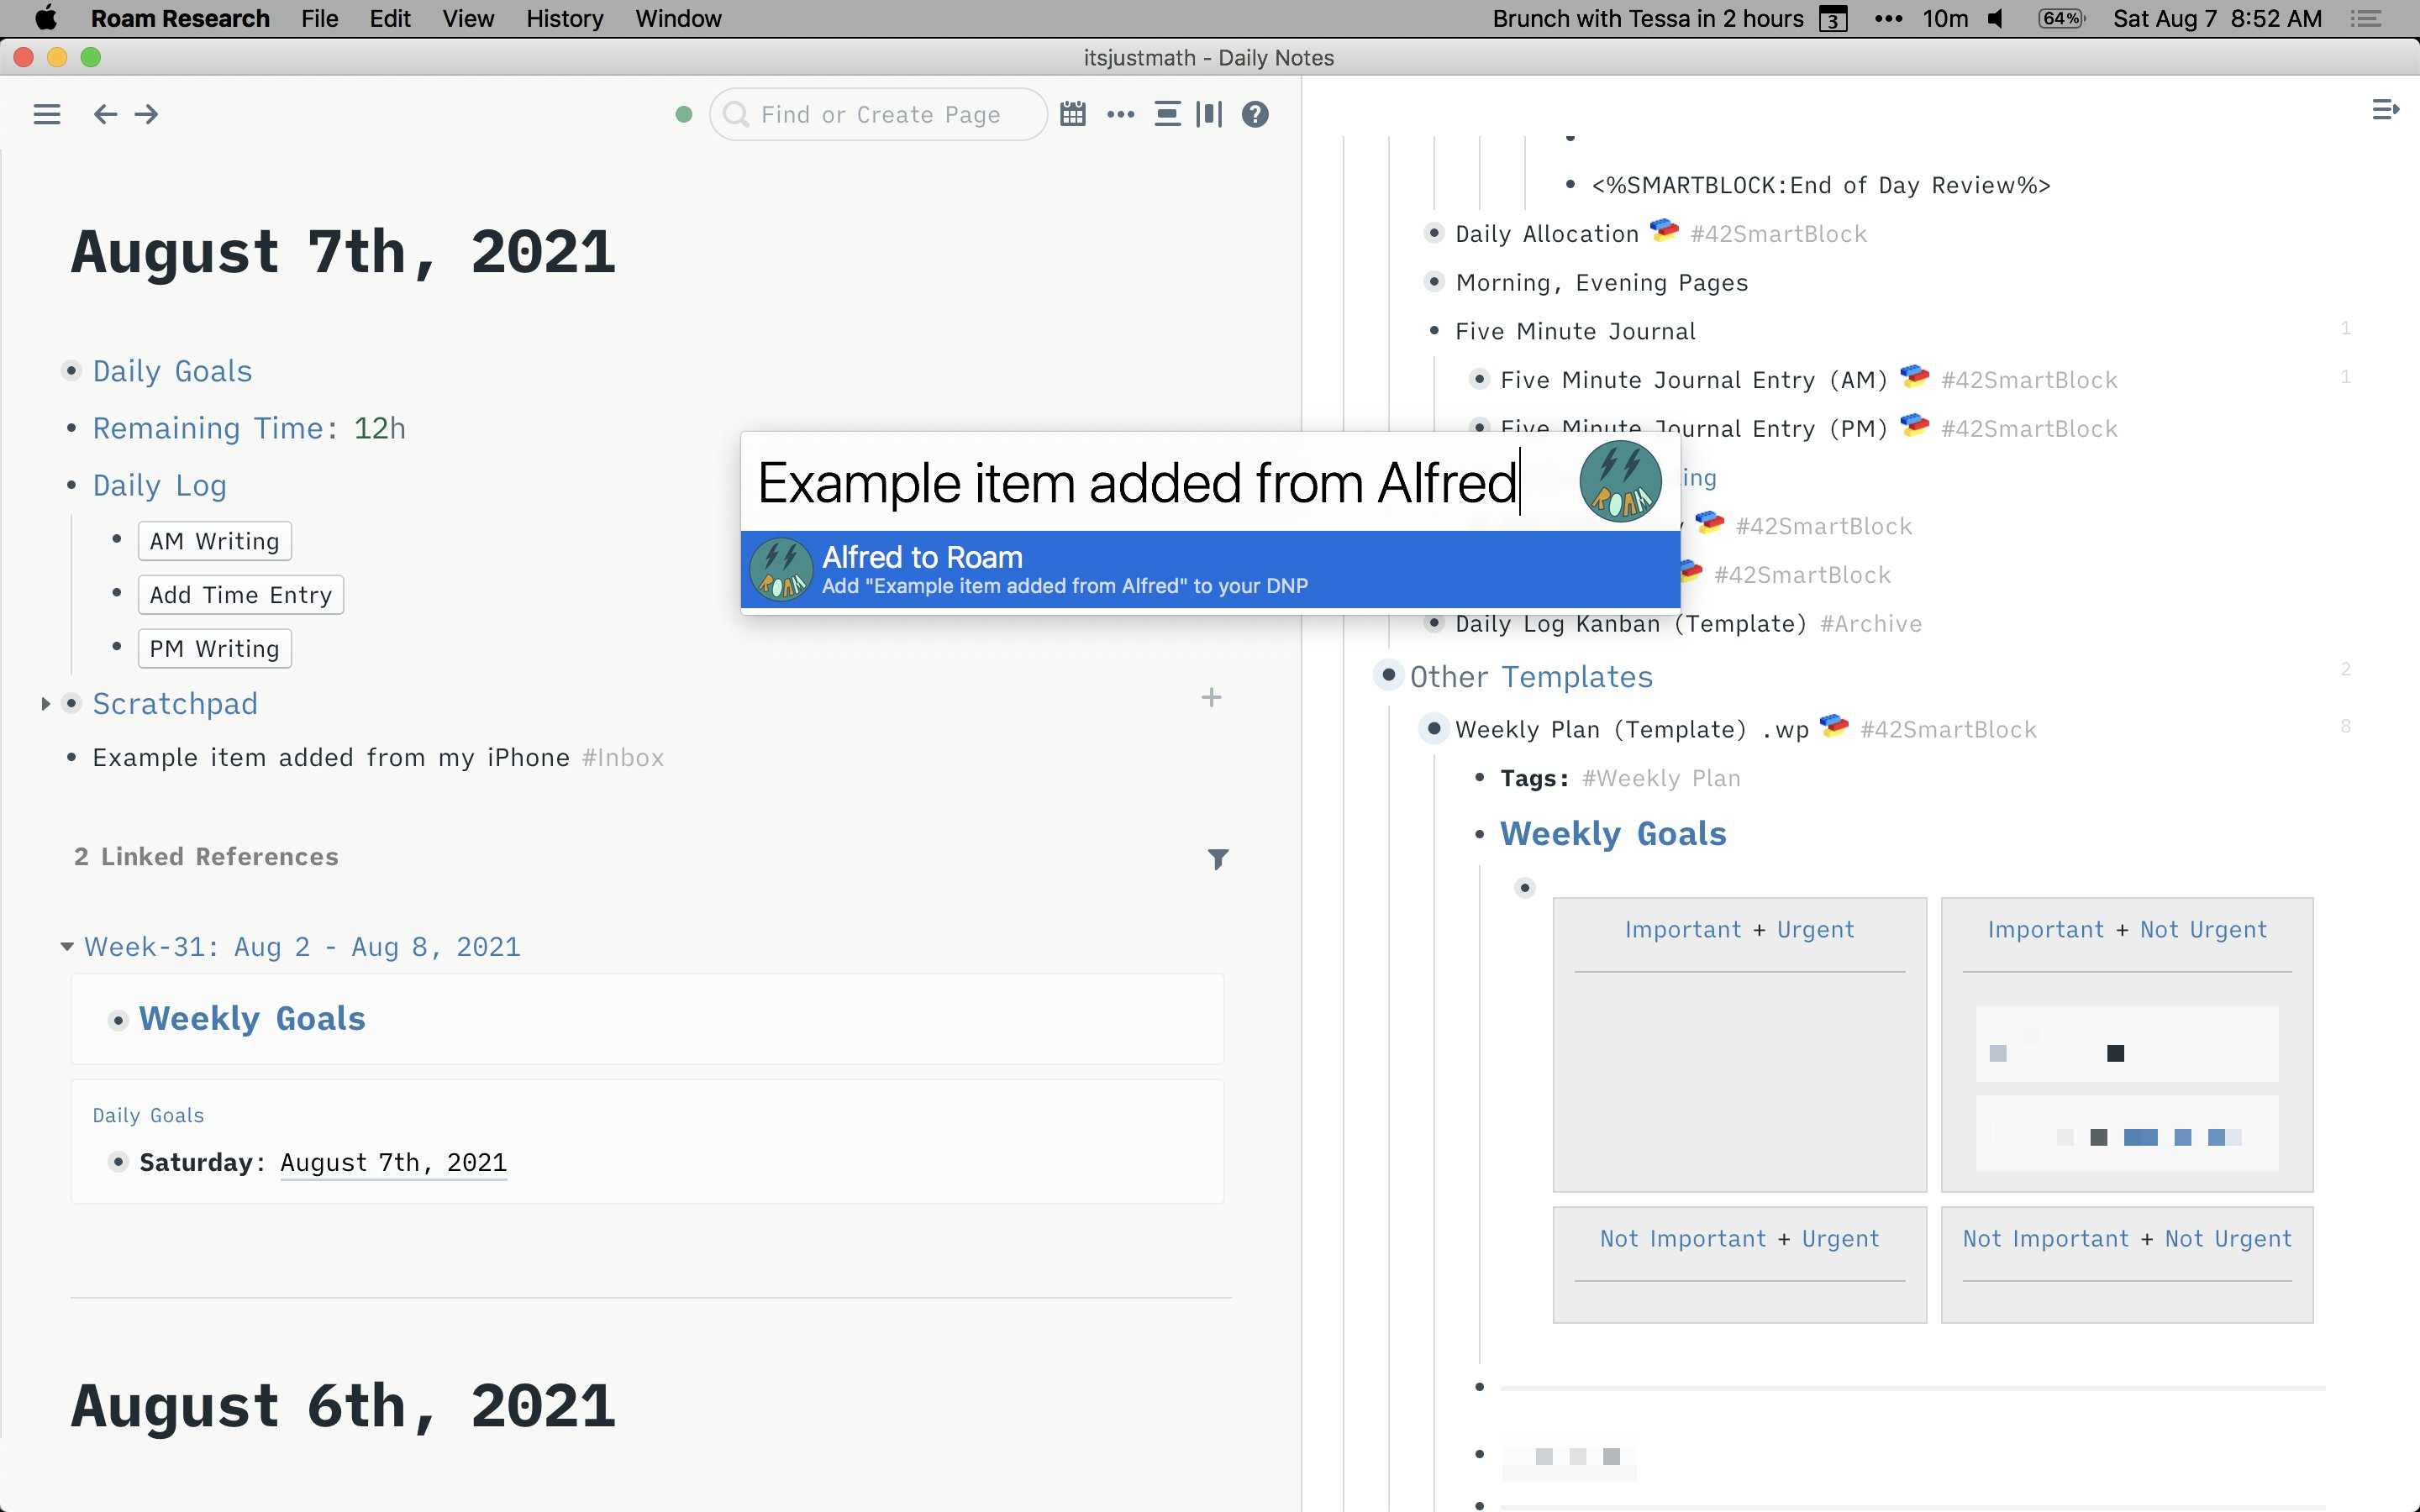 Roam Research File Edit View History Window
Brunch with Tessa in 2 hours 3 ••• 10m 64% Sat Aug 7 8:52 AM
itsjustmath - Daily Notes
Find or Create Page
August 7th, 2021
Daily Goals
Remaining Time: 12h
Daily Log
AM Writing
Add Time Entry
PM Writing
Scratchpad
Example item added from my iPhone #Inbox
2 Linked References
Week-31: Aug 2 - Aug 8, 2021
Weekly Goals
Daily Goals
Saturday: August 7th, 2021
August 6th, 2021
Example item added from Alfred
ROAM
ROAM
Alfred to Roam
Add "Example item added from Alfred" to your DNP
<%SMARTBLOCK:End of Day Review%>
Daily Allocation #42SmartBlock
Morning, Evening Pages
Five Minute Journal 1
Five Minute Journal Entry (AM) #42SmartBlock 1
Five Minute Journal Entry (PM) #42SmartBlock
#42SmartBlock
#42SmartBlock
Daily Log Kanban (Template) #Archive
Other Templates 2
Weekly Plan (Template) .wp #42SmartBlock 8
Tags: #Weekly Plan
Weekly Goals
Important + Urgent
Important + Not Urgent
Not Important + Urgent
Not Important + Not Urgent